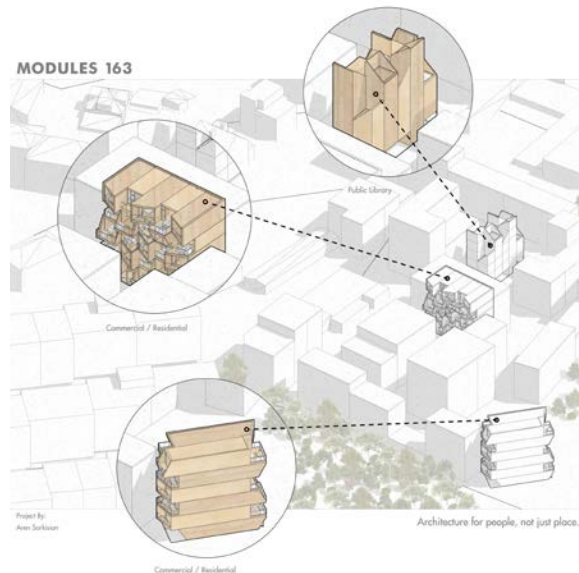 MODULES 163
Public Library
Commercial / Residential
Project By:
Aren Sarkisian
Architecture for people, not just place.
Commercial / Residential